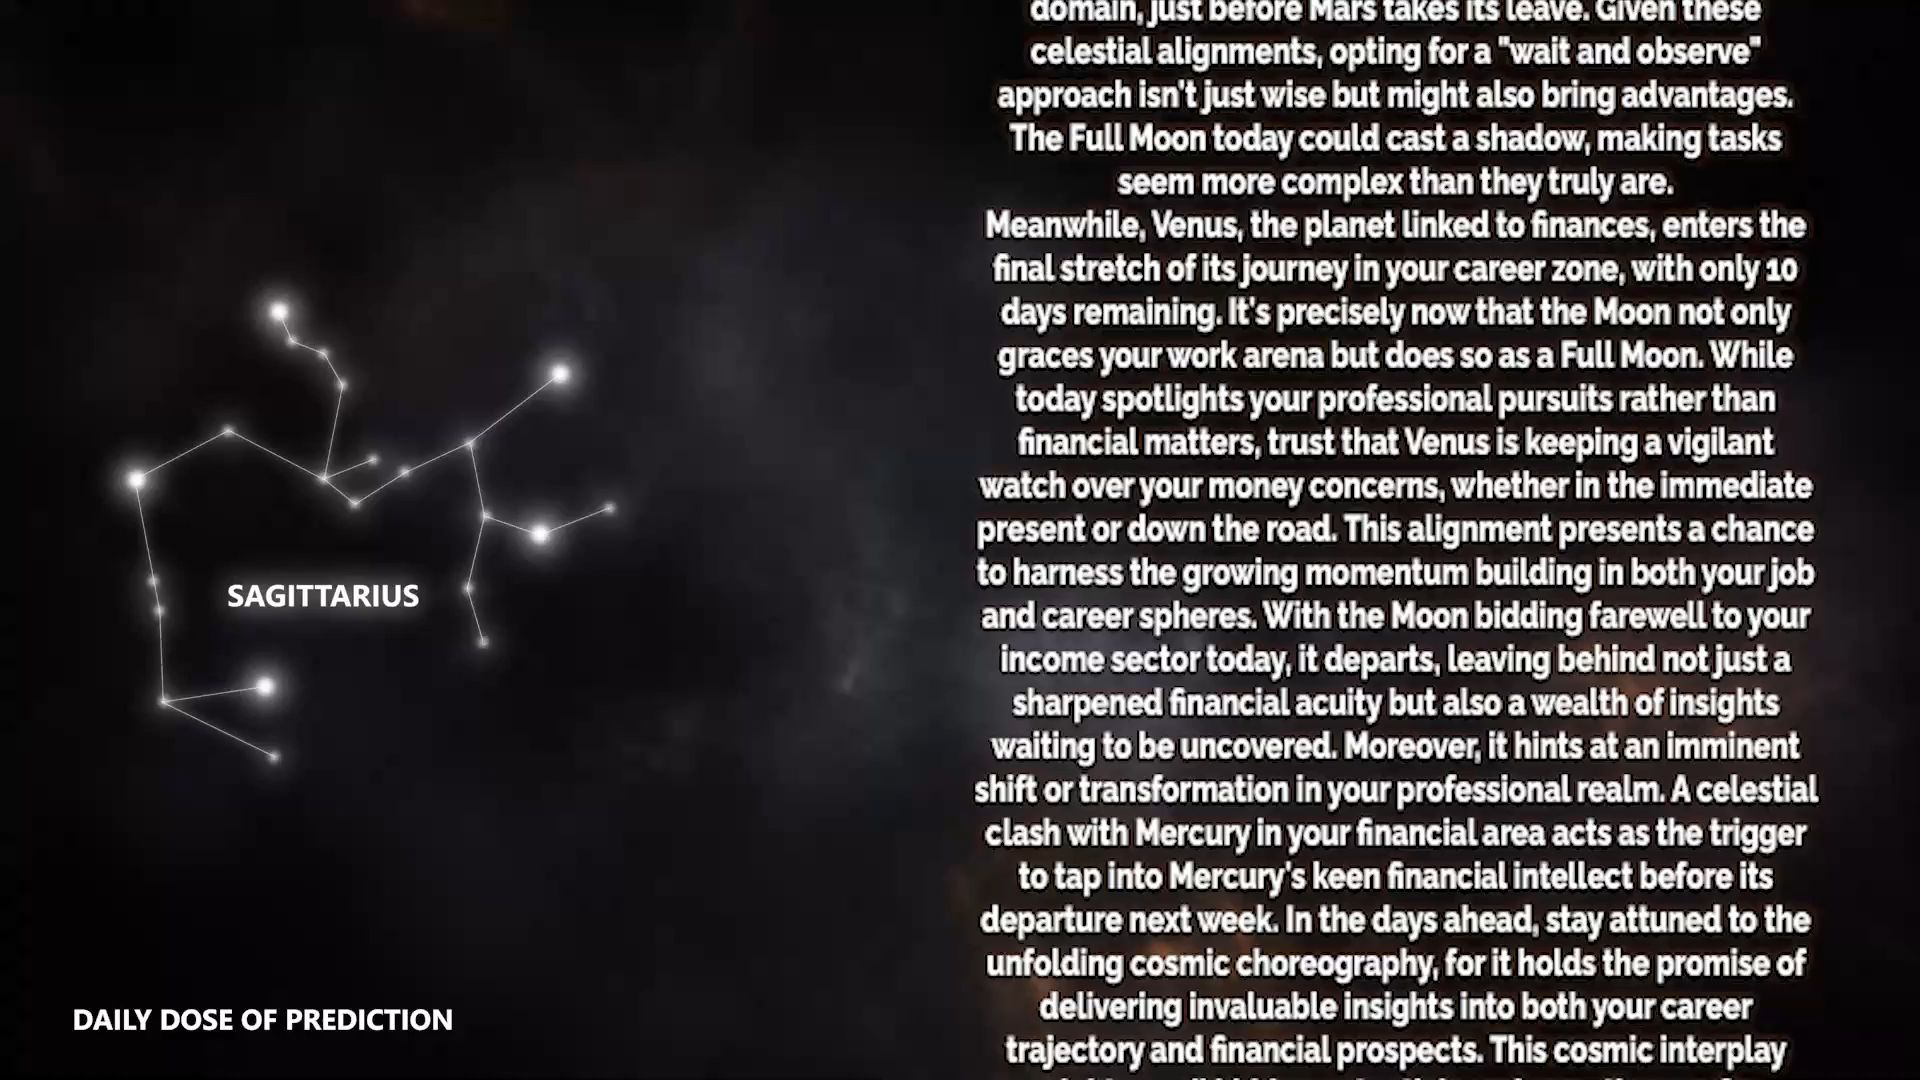 domain, just before Mars takes its leave. Given these
celestial alignments, opting for a "wait and observe"
approach isn't just wise but might also bring advantages.
The Full Moon today could cast a shadow, making tasks
seem more complex than they truly are.
Meanwhile, Venus, the planet linked to finances, enters the
final stretch of its journey in your career zone, with only 10
days remaining. It's precisely now that the Moon not only
graces your work arena but does so as a Full Moon. While
today spotlights your professional pursuits rather than
financial matters, trust that Venus is keeping a vigilant
watch over your money concerns, whether in the immediate
present or down the road. This alignment presents a chance
to harness the growing momentum building in both your job
and career spheres. With the Moon bidding farewell to your
income sector today, it departs, leaving behind not just a
sharpened financial acuity but also a wealth of insights
waiting to be uncovered. Moreover, it hints at an imminent
shift or transformation in your professional realm. A celestial
clash with Mercury in your financial area acts as the trigger
to tap into Mercury's keen financial intellect before its
departure next week. In the days ahead, stay attuned to the
unfolding cosmic choreography, for it holds the promise of
delivering invaluable insights into both your career
trajectory and financial prospects. This cosmic interplay
SAGITTARIUS
DAILY DOSE OF PREDICTION